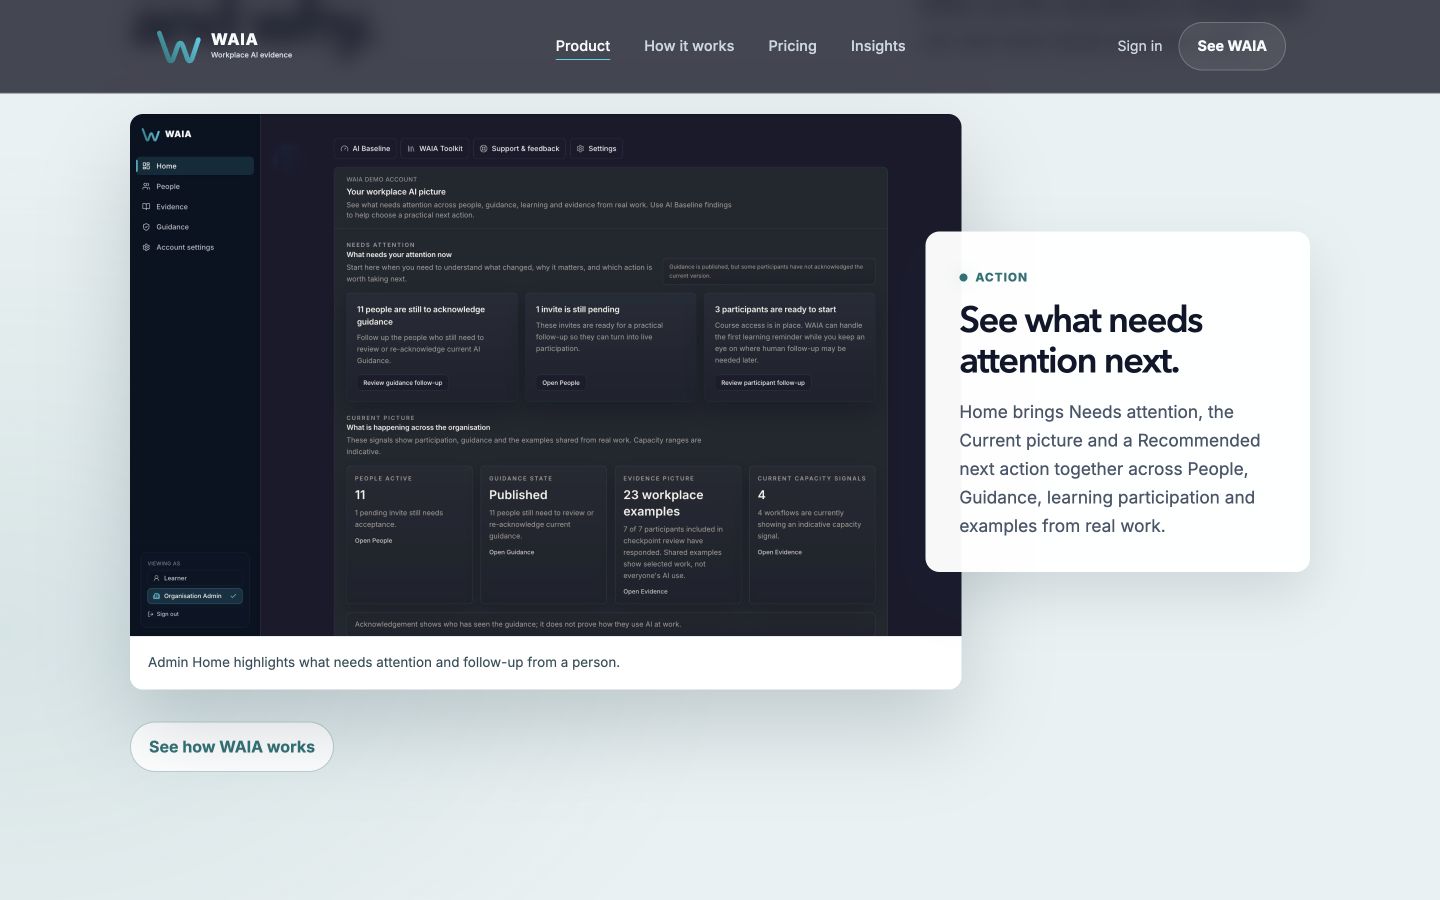 WAIA
Workplace AI evidence
Product
How it works
Pricing
Insights
Sign in
See WAIA
WAIA
Home
People
Evidence
Guidance
Account settings
VIEWING AS
Learner
Organisation Admin
Sign out
AI Baseline
WAIA Toolkit
Support & feedback
Settings
WAIA DEMO ACCOUNT
Your workplace AI picture
See what needs attention across people, guidance, learning and evidence from real work. Use AI Baseline findings
to help choose a practical next action.
NEEDS ATTENTION
What needs your attention now
Start here when you need to understand what changed, why it matters, and which action is
worth taking next.
Guidance is published, but some participants have not acknowledged the
current version.
11 people are still to acknowledge
guidance
Follow up the people who still need to
review or re-acknowledge current AI
Guidance.
Review guidance follow-up
1 invite is still pending
These invites are ready for a practical
follow-up so they can turn into live
participation.
Open People
3 participants are ready to start
Course access is in place. WAIA can handle
the first learning reminder while you keep an
eye on where human follow-up may be
needed later.
Review participant follow-up
CURRENT PICTURE
What is happening across the organisation
These signals show participation, guidance and the examples shared from real work. Capacity ranges are
indicative.
PEOPLE ACTIVE
11
1 pending invite still needs
acceptance.
Open People
GUIDANCE STATE
Published
11 people still need to review or
re-acknowledge current
guidance.
Open Guidance
EVIDENCE PICTURE
23 workplace
examples
7 of 7 participants included in
checkpoint review have
responded. Shared examples
show selected work, not
everyone's AI use.
Open Evidence
CURRENT CAPACITY SIGNALS
4
4 workflows are currently
showing an indicative capacity
signal.
Open Evidence
Acknowledgement shows who has seen the guidance; it does not prove how they use AI at work.
Admin Home highlights what needs attention and follow-up from a person.
ACTION
See what needs
attention next.
Home brings Needs attention, the
Current picture and a Recommended
next action together across People,
Guidance, learning participation and
examples from real work.
See how WAIA works